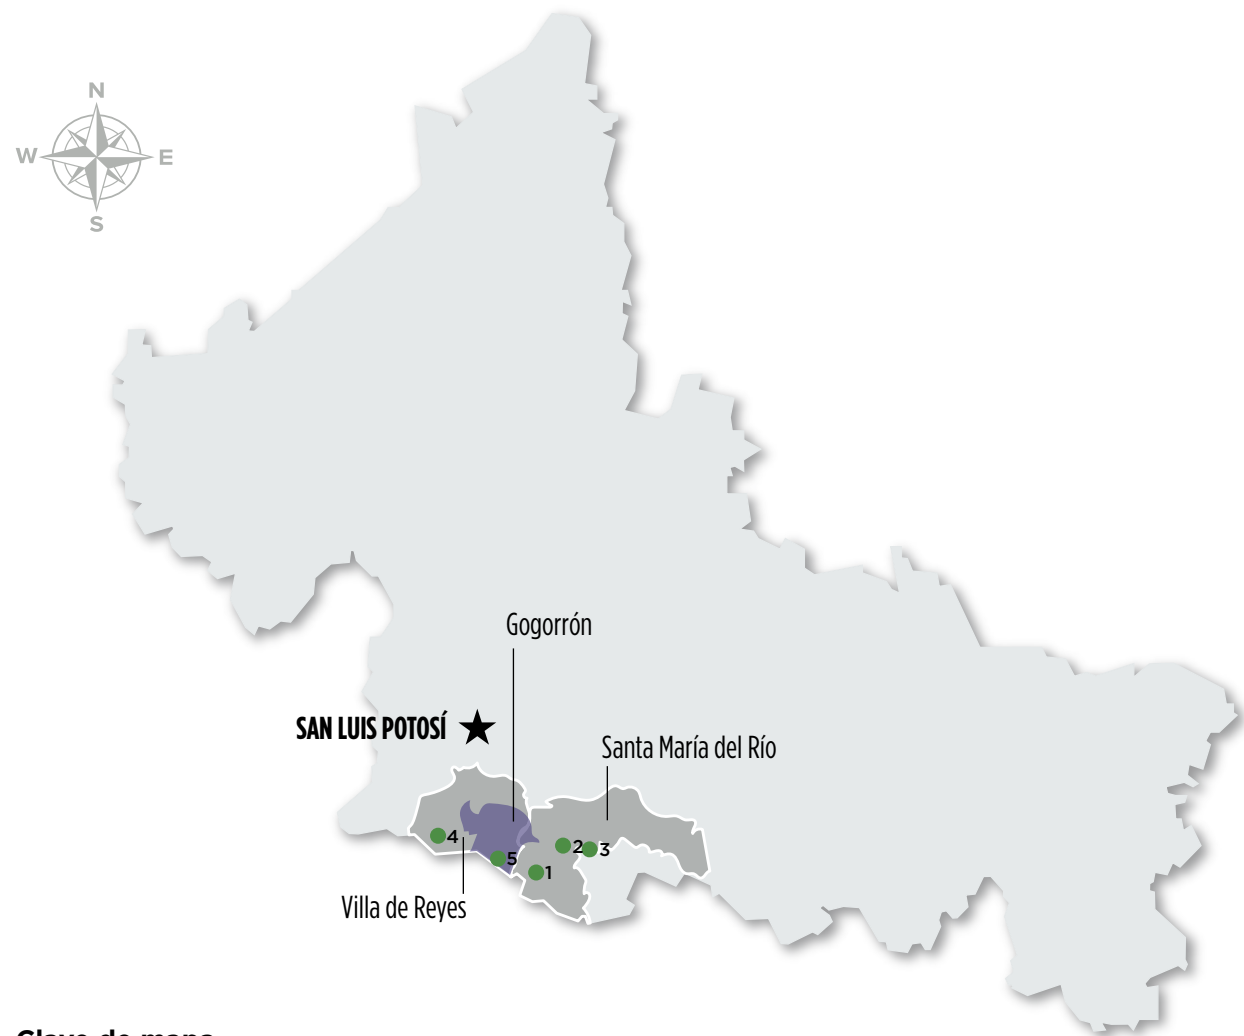 N
W
E
S
Gogorrón
SAN LUIS POTOSÍ
Santa María del Río
4
2
3
5
1
Villa de Reyes
Clave de mapa